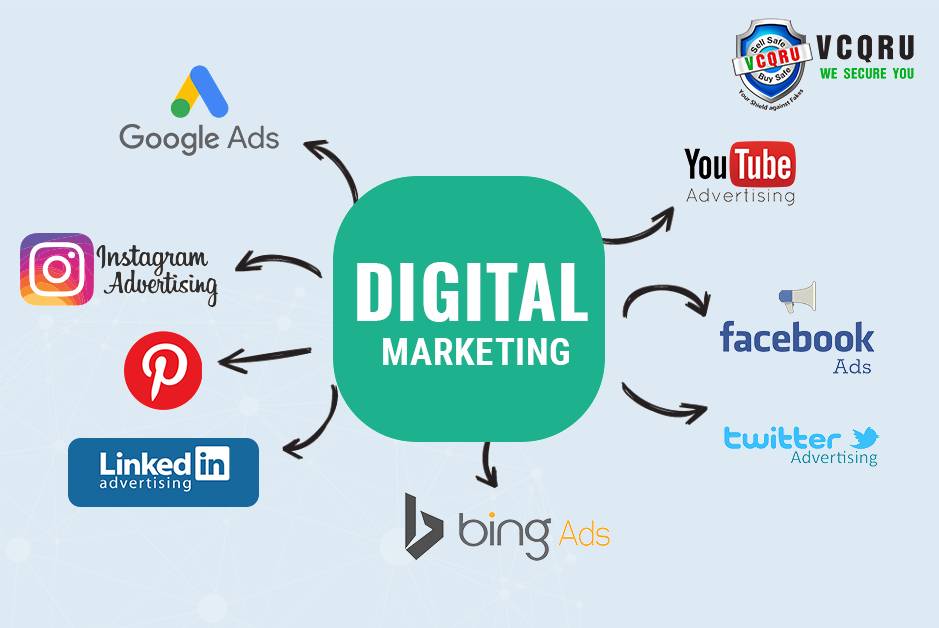 Sell Safe
VCQRU
Buy Safe
Your Shield against Fakes
VCQRU
WE SECURE YOU
Google Ads
YouTube
Advertising
Instagram
Advertising
DIGITAL
MARKETING
facebook
Ads
Linked in
advertising
twitter
Advertising
bing Ads